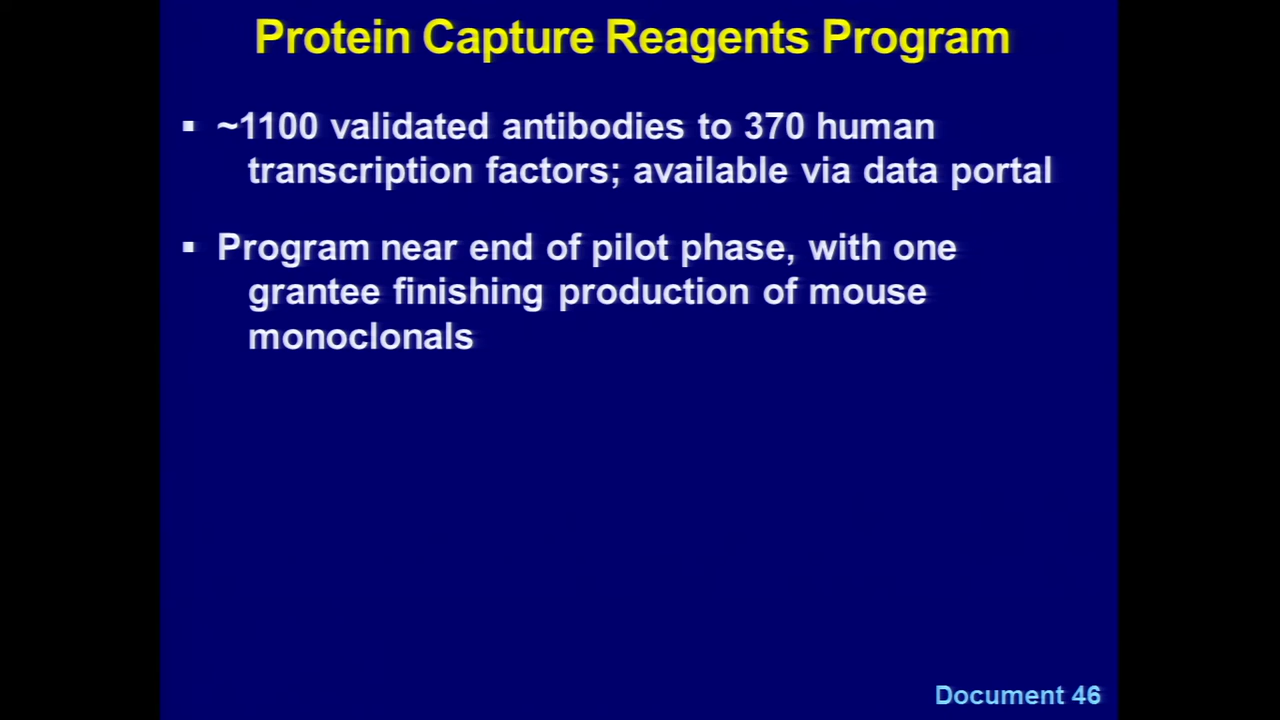 Protein Capture Reagents Program
▪ ~1100 validated antibodies to 370 human
transcription factors; available via data portal
▪ Program near end of pilot phase, with one
grantee finishing production of mouse
monoclonals
Document 46